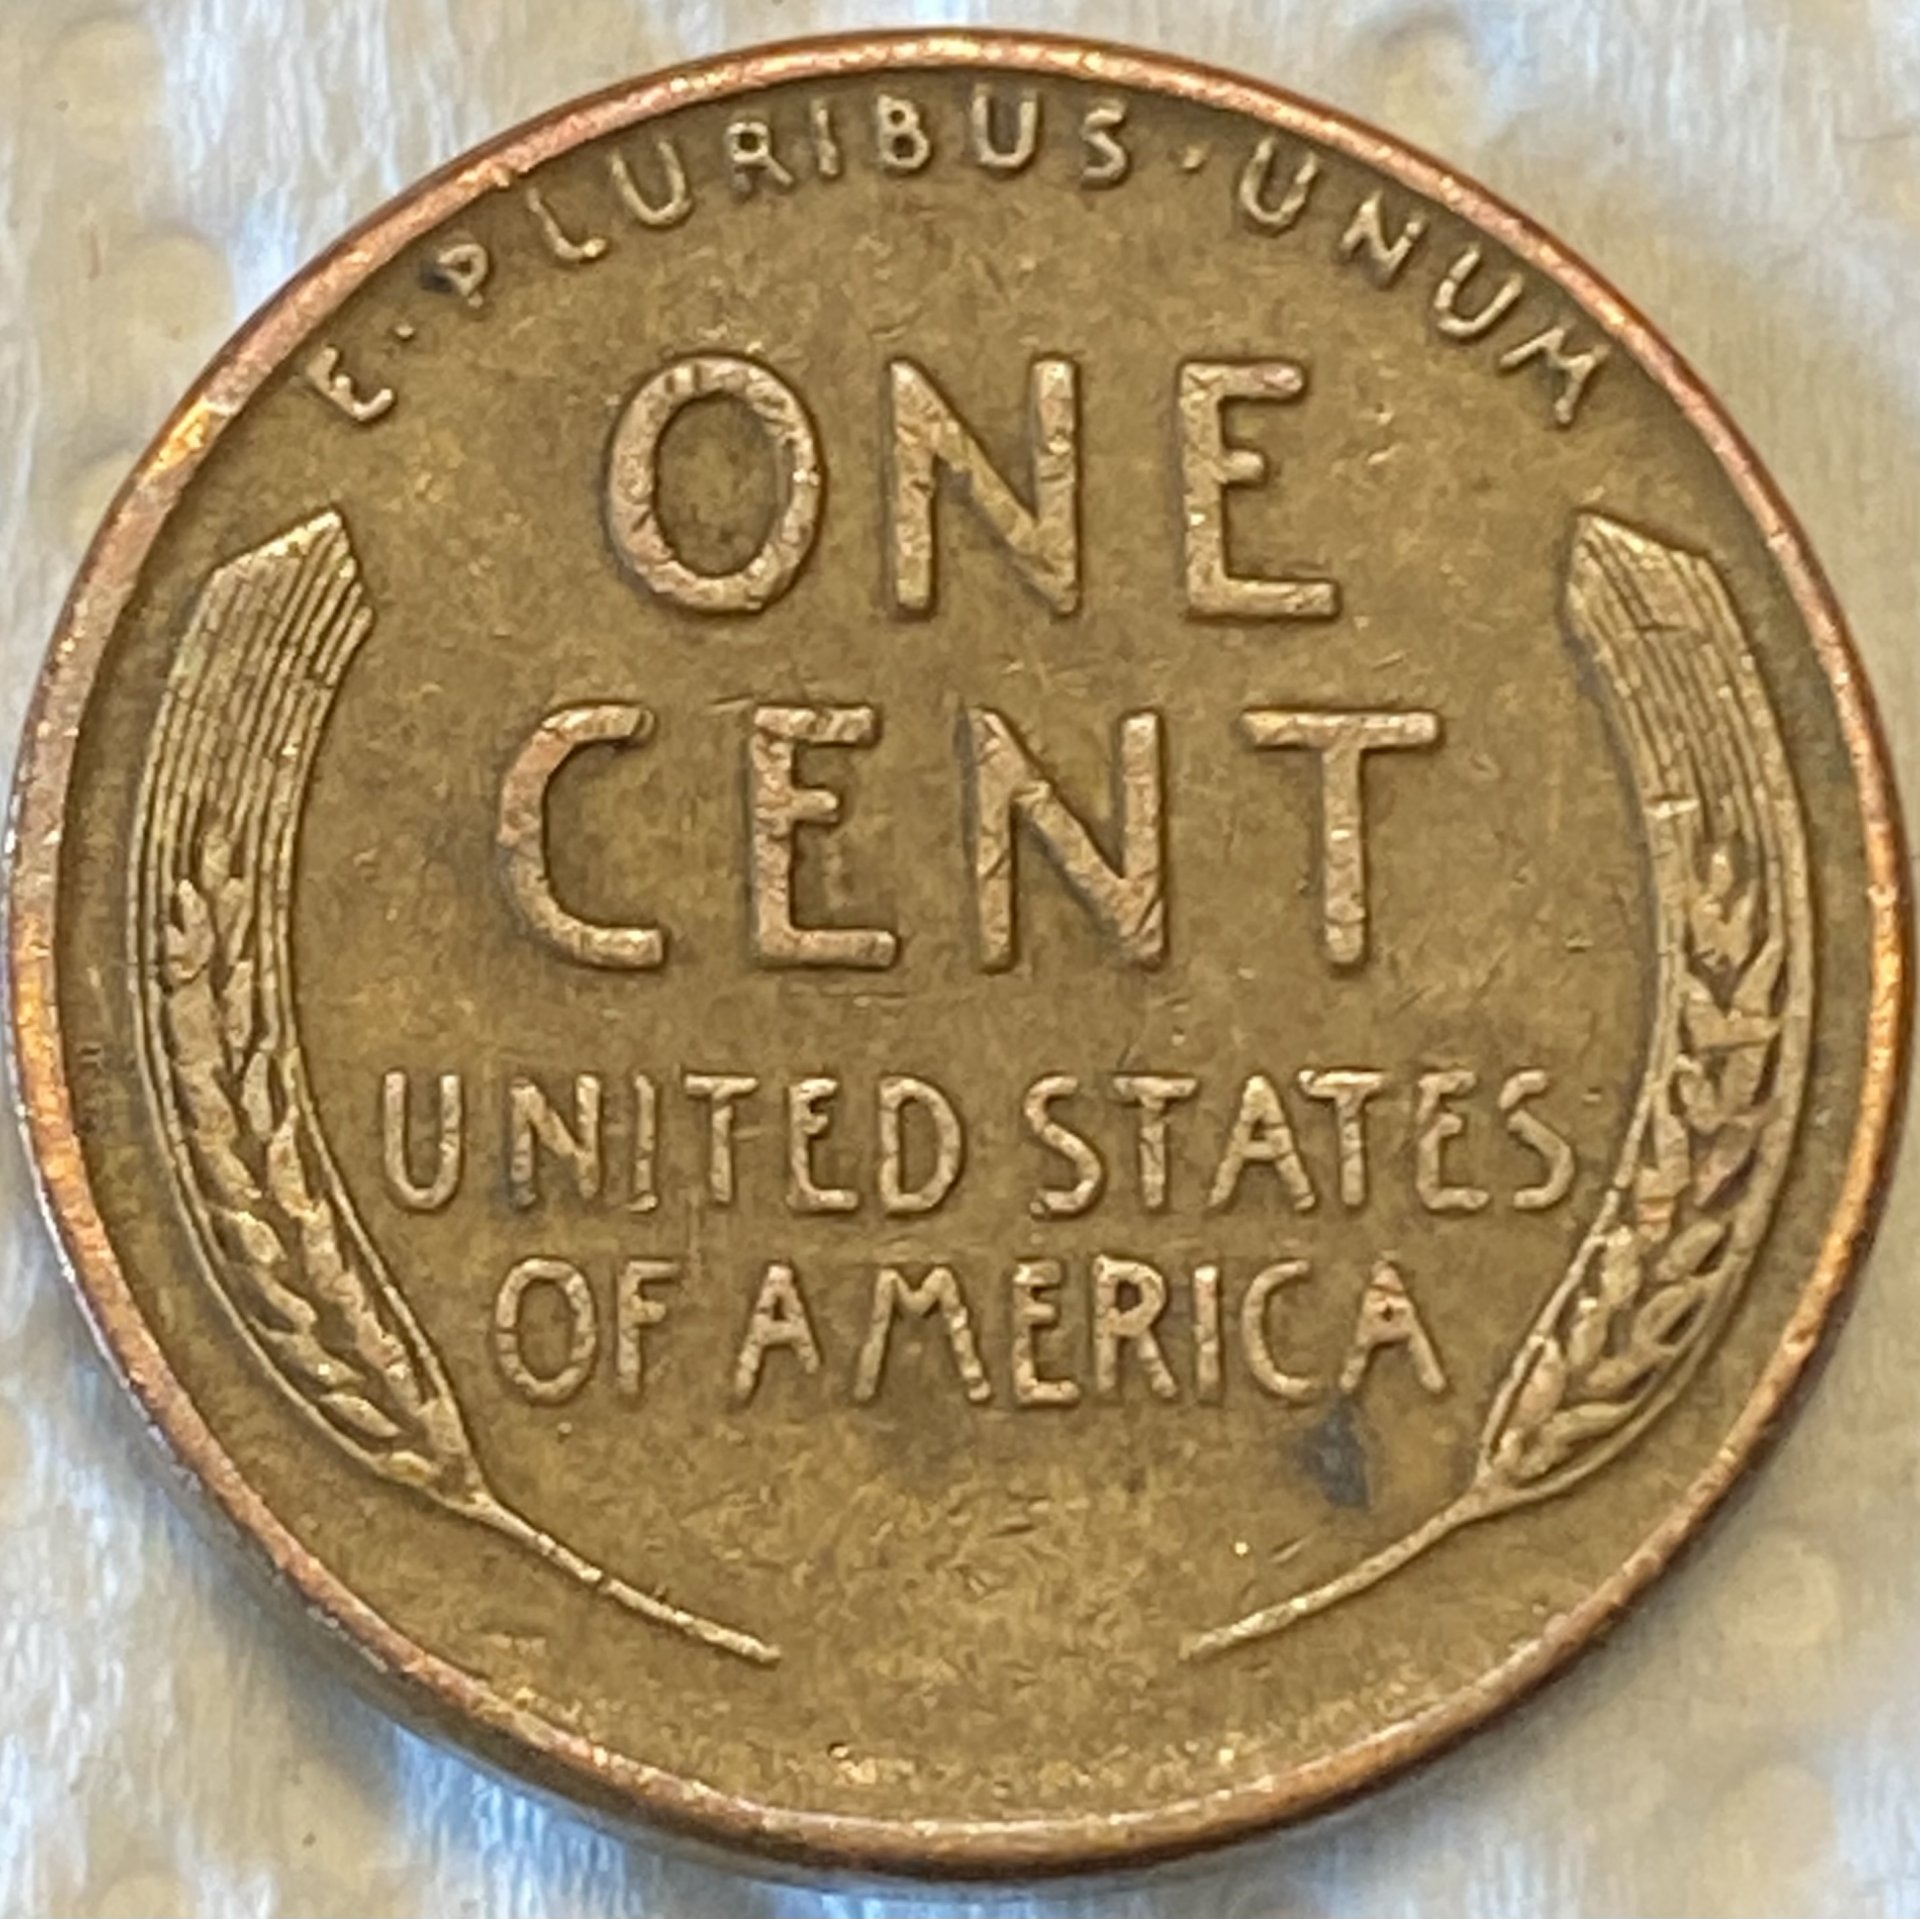 E · PLURIBUS · UNUM
ONE
CENT
UNITED STATES
OF AMERICA